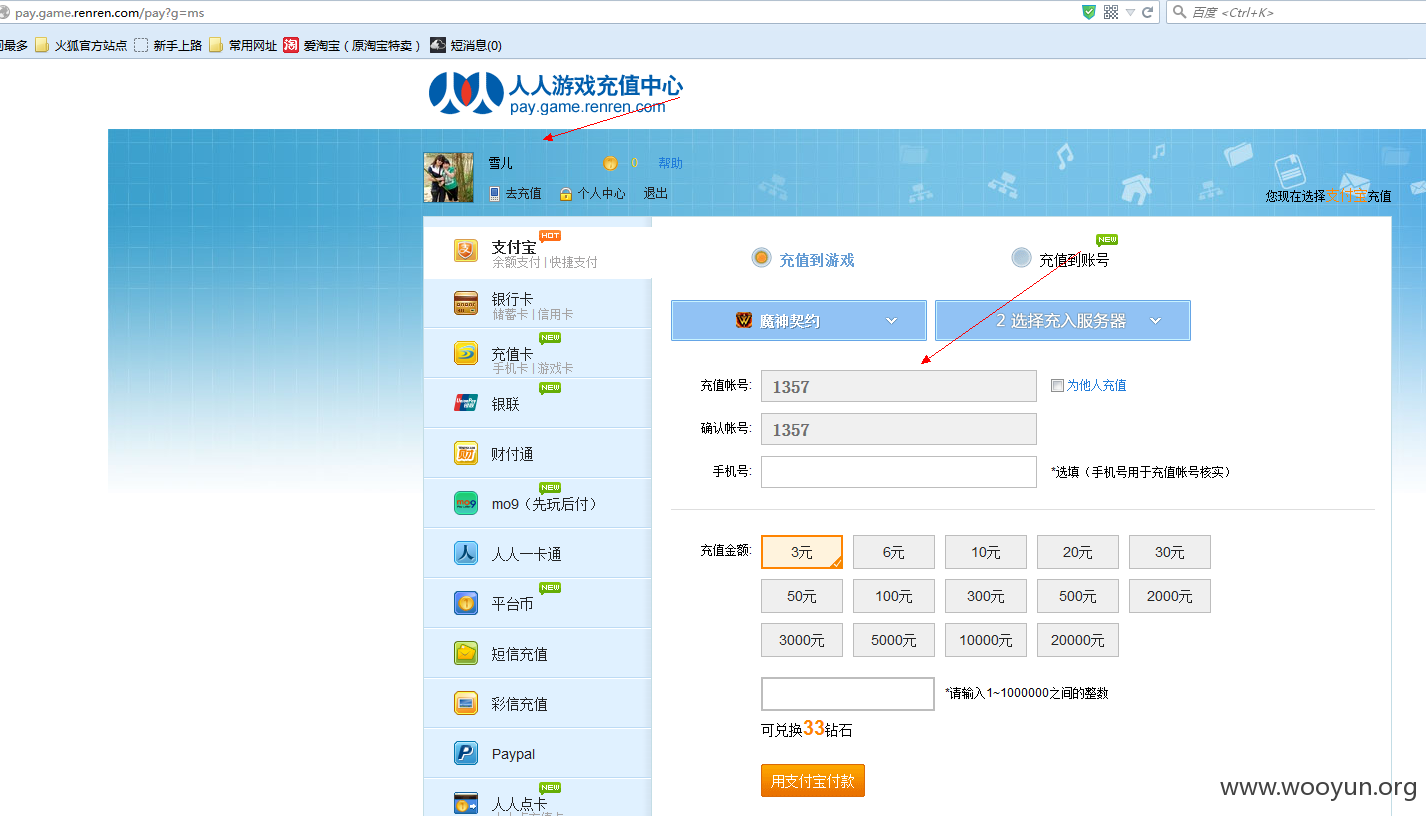 pay.game.renren.com/pay?g=ms
百度 <Ctrl+K>
问最多 火狐官方站点 新手上路 常用网址 淘 爱淘宝（原淘宝特卖） 短消息(0)
人人游戏充值中心
pay.game.renren.com
雪儿 0 帮助
去充值 个人中心 退出
您现在选择支付宝充值
支付宝 HOT
余额支付 | 快捷支付
银行卡
储蓄卡 | 信用卡
充值卡 NEW
手机卡 | 游戏卡
银联 NEW
财付通
mo9（先玩后付） NEW
人人一卡通
平台币 NEW
短信充值
彩信充值
Paypal
人人点卡 NEW
充值到游戏 充值到账号 NEW
魔神契约 2 选择充入服务器
充值帐号: 1357 为他人充值
确认帐号: 1357
手机号: *选填（手机号用于充值帐号核实）
充值金额: 3元 6元 10元 20元 30元
50元 100元 300元 500元 2000元
3000元 5000元 10000元 20000元
*请输入1~1000000之间的整数
可兑换33钻石
用支付宝付款
www.wooyun.org